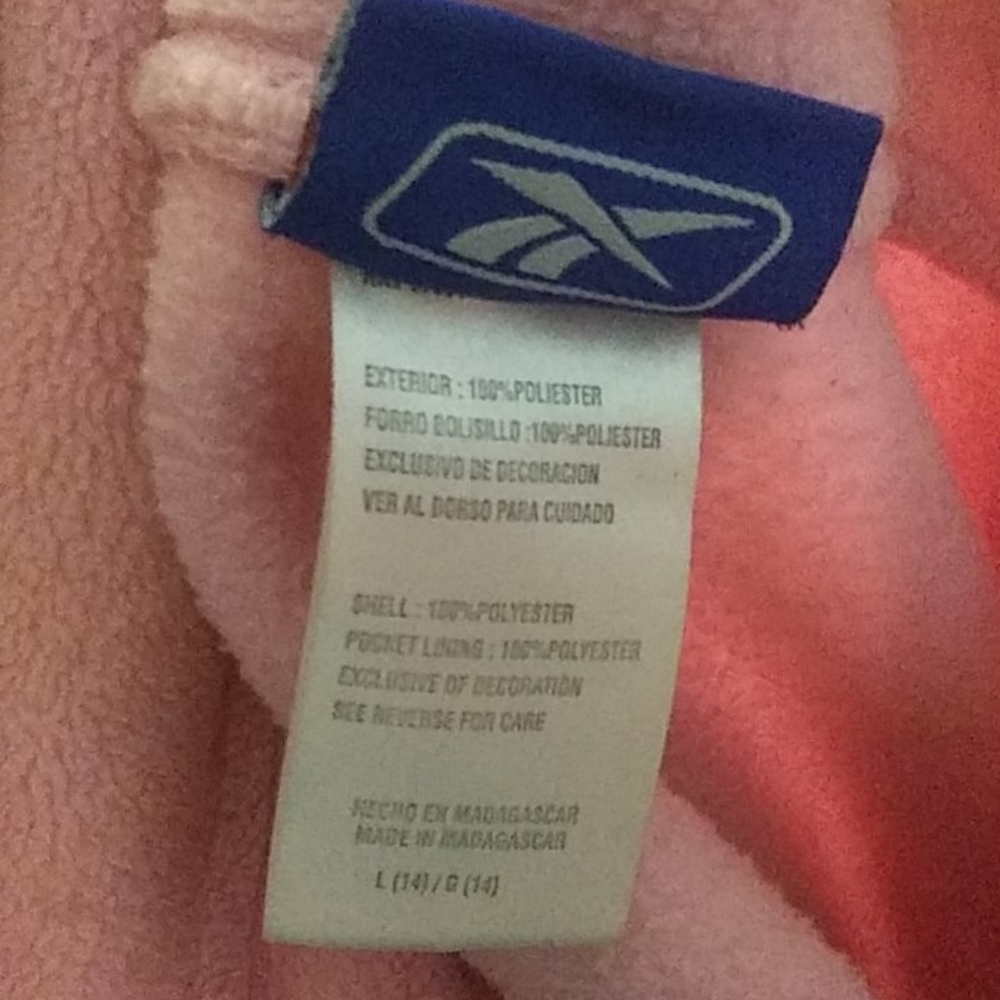 EXTERIOR : 100%POLIESTER
FORRO BOLISILLO :100%POLIESTER
EXCLUSIVO DE DECORACION
VER AL DORSO PARA CUIDADO
SHELL : 100%POLYESTER
POCKET LINING : 100%POLYESTER
EXCLUSIVE OF DECORATION
SEE REVERSE FOR CARE
HECHO EN MADAGASCAR
MADE IN MADAGASCAR
L (14) / G (14)